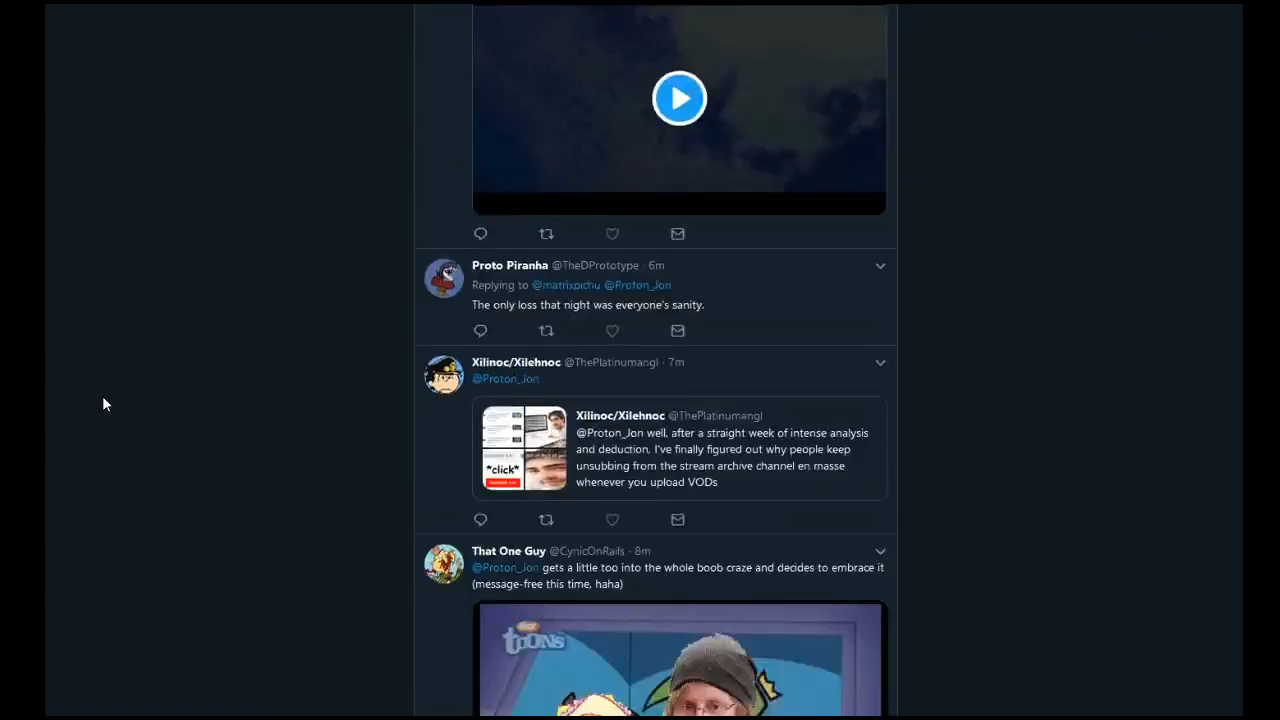 Proto Piranha @TheDPrototype · 6m
Replying to @matrixpichu @Proton_Jon
The only loss that night was everyone's sanity.
Xilinoc/Xilehnoc @ThePlatinumangl · 7m
@Proton_Jon
Xilinoc/Xilehnoc @ThePlatinumangl
@Proton_Jon well, after a straight week of intense analysis
and deduction, I've finally figured out why people keep
unsubbing from the stream archive channel en masse
whenever you upload VODs
*click*
That One Guy @CynicOnRails · 8m
@Proton_Jon gets a little too into the whole boob craze and decides to embrace it
(message-free this time, haha)
toons